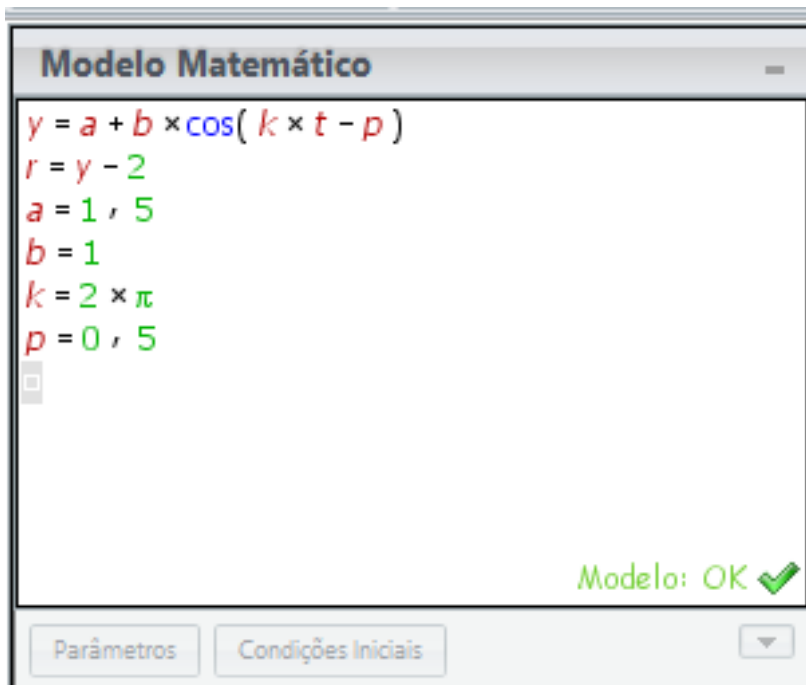 Modelo Matemático
y = a + b × cos( k × t - p )
r = y - 2
a = 1 , 5
b = 1
k = 2 × π
p = 0 , 5
Modelo: OK
Parâmetros
Condições Iniciais